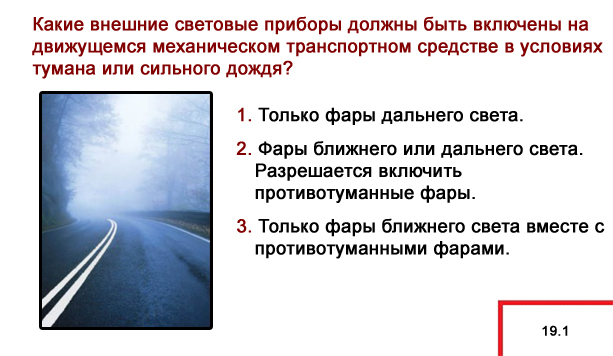 Какие внешние световые приборы должны быть включены на
движущемся механическом транспортном средстве в условиях
тумана или сильного дождя?
1. Только фары дальнего света.
2. Фары ближнего или дальнего света.
Разрешается включить
противотуманные фары.
3. Только фары ближнего света вместе с
противотуманными фарами.
19.1